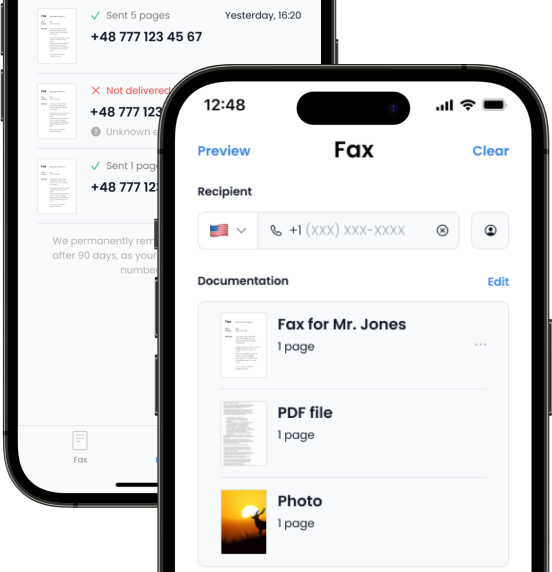 Sent 5 pages
Yesterday, 16:20
+48 777 123 45 67
Not delivered
+48 777 123
Unknown e
Sent 1 page
+48 777 12
We permanently rem
after 90 days, as your
number
Fax
12:48
Preview
Fax
Clear
Recipient
+1 (XXX) XXX-XXXX
Documentation
Edit
Fax for Mr. Jones
1 page
PDF file
1 page
Photo
1 page